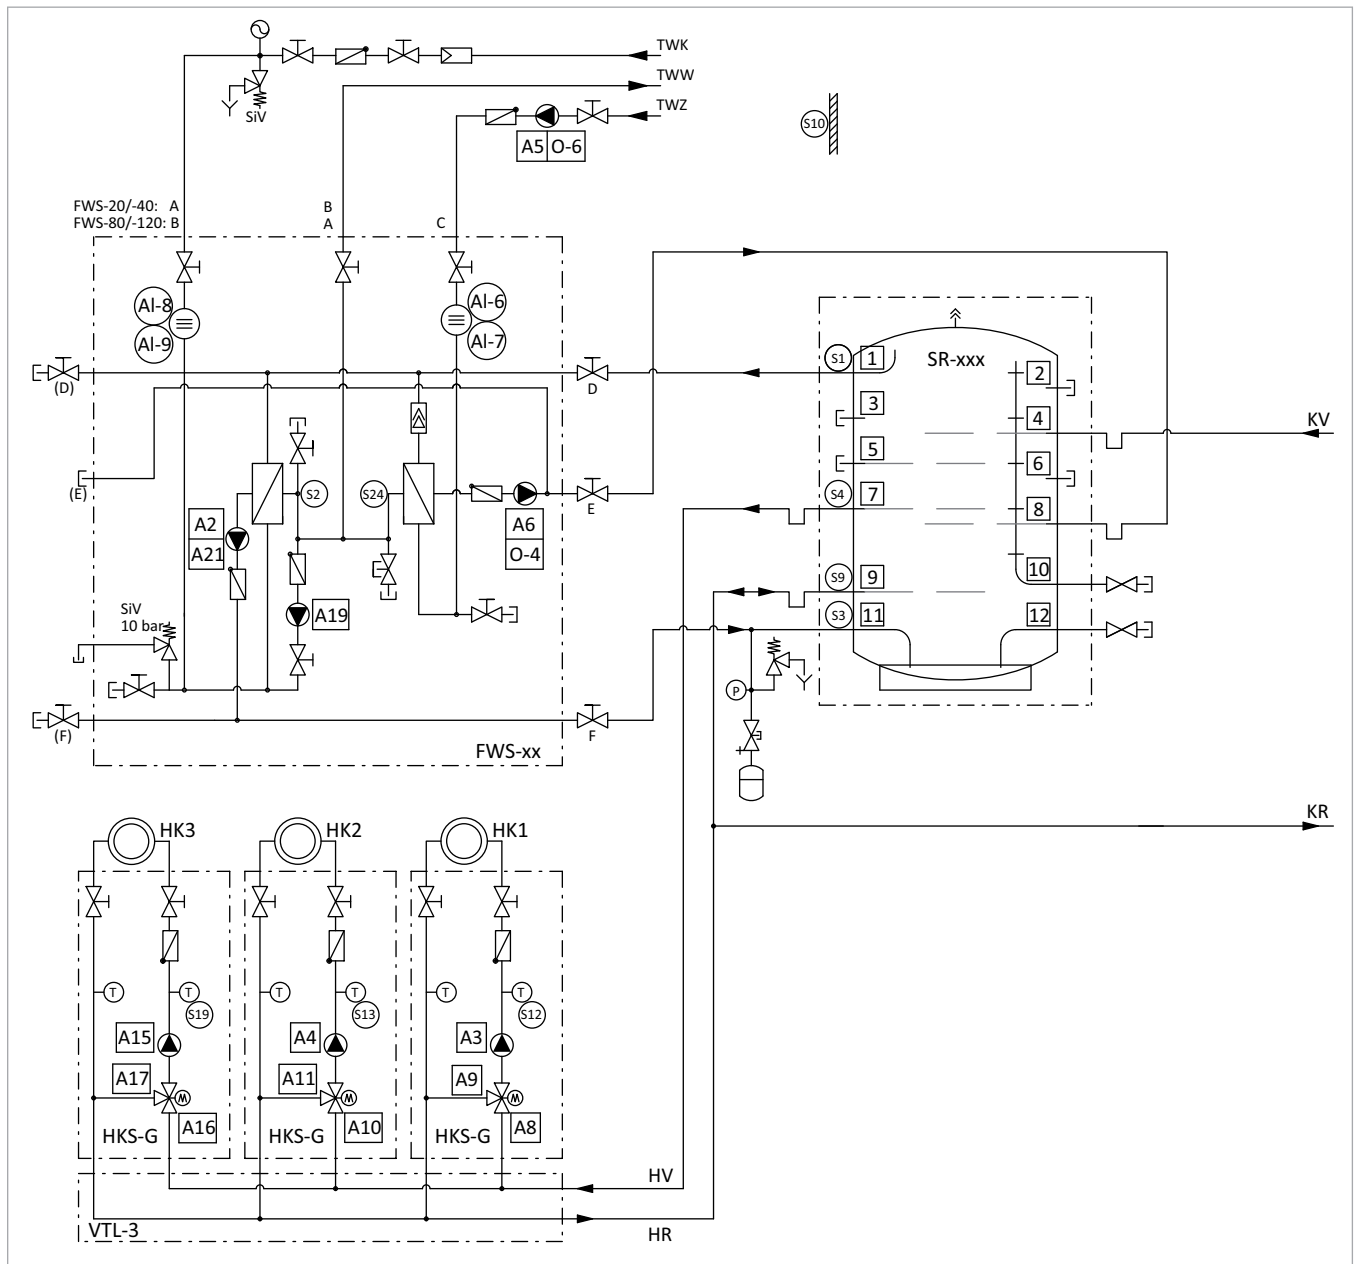 TWK
TWW
TWZ
SiV
A5 O-6
S10
FWS-20/-40: A
FWS-80/-120: B
B
A
C
Al-8
Al-9
Al-6
Al-7
(D)
D
S1
1
SR-xxx
2
3
4
KV
5
6
(E)
S2
S24
E
S4
7
8
A2
A21
A6
O-4
S9
9
10
SiV
10 bar
A19
S3
11
12
P
(F)
F
FWS-xx
KR
HK3
HK2
HK1
T
T
S19
T
T
S13
T
T
S12
A15
A4
A3
A17
A11
A9
M
M
M
A16
A10
A8
HKS-G
HKS-G
HKS-G
HV
VTL-3
HR